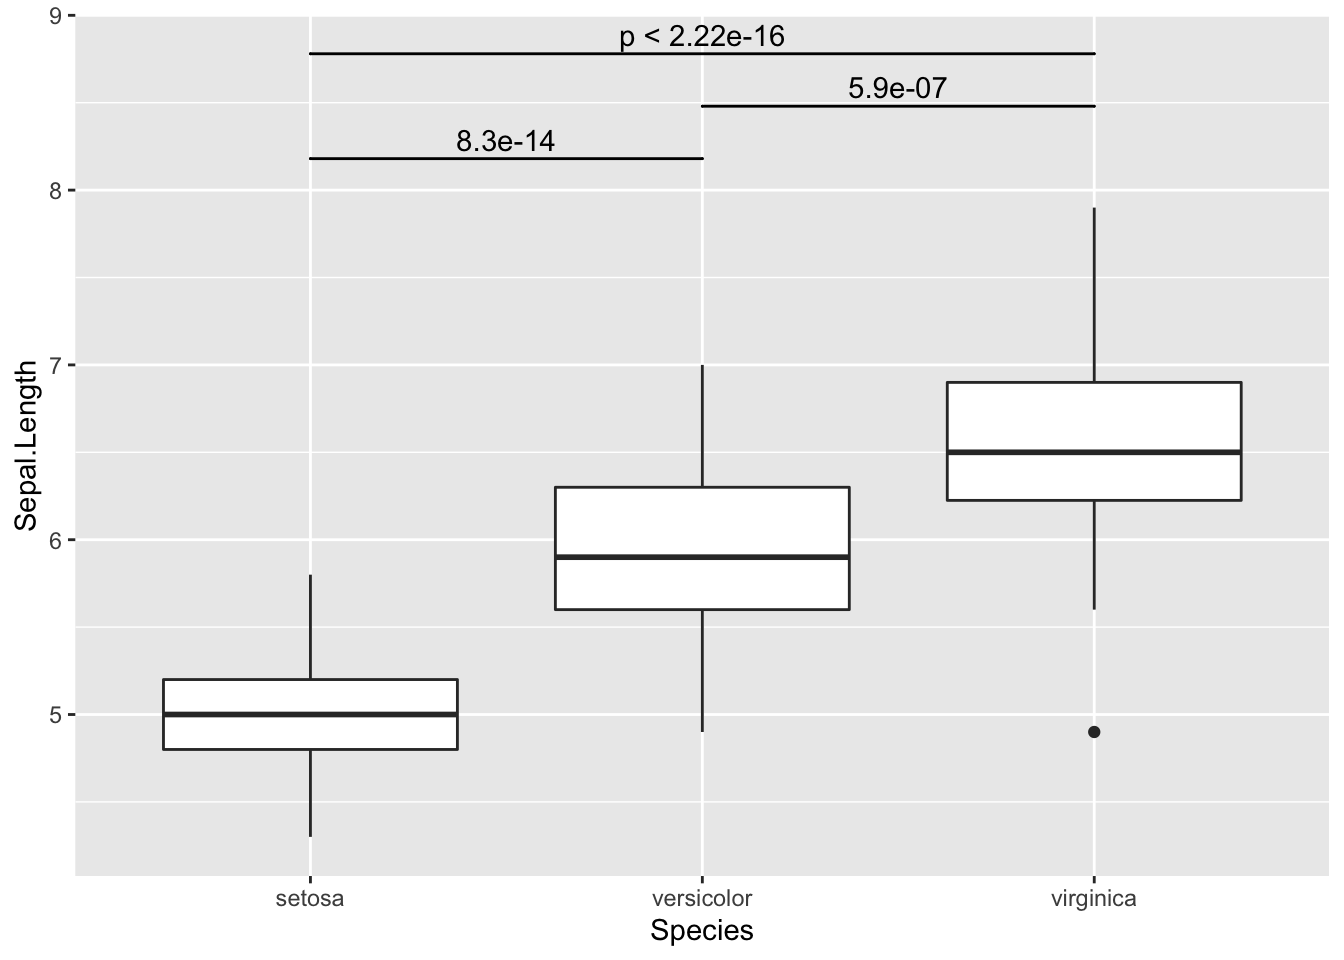 9
p < 2.22e-16
5.9e-07
8.3e-14
8
7
6
5
Sepal.Length
setosa versicolor virginica
Species